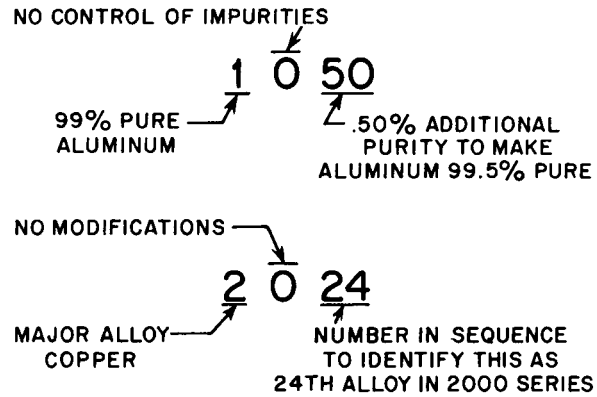 NO CONTROL OF IMPURITIES
1 0 50
99% PURE
ALUMINUM
.50% ADDITIONAL
PURITY TO MAKE
ALUMINUM 99.5% PURE
NO MODIFICATIONS
2 0 24
MAJOR ALLOY
COPPER
NUMBER IN SEQUENCE
TO IDENTIFY THIS AS
24TH ALLOY IN 2000 SERIES